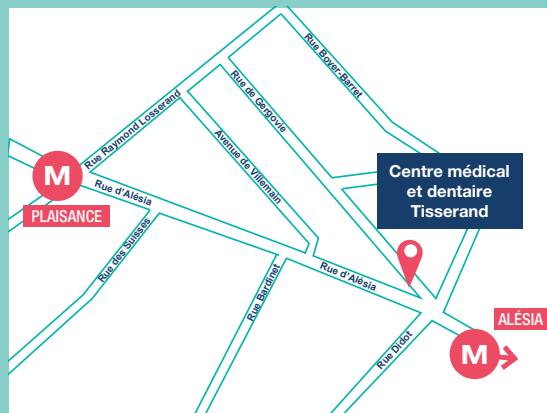 Rue Boyer-Barret
Rue de Gergovie
Rue Raymond Losserand
Avenue de Villemain
M
PLAISANCE
Rue d'Alésia
Centre médical
et dentaire
Tisserand
Rue des Suisses
Rue Bardinet
Rue d'Alésia
Rue Didot
ALÉSIA
M